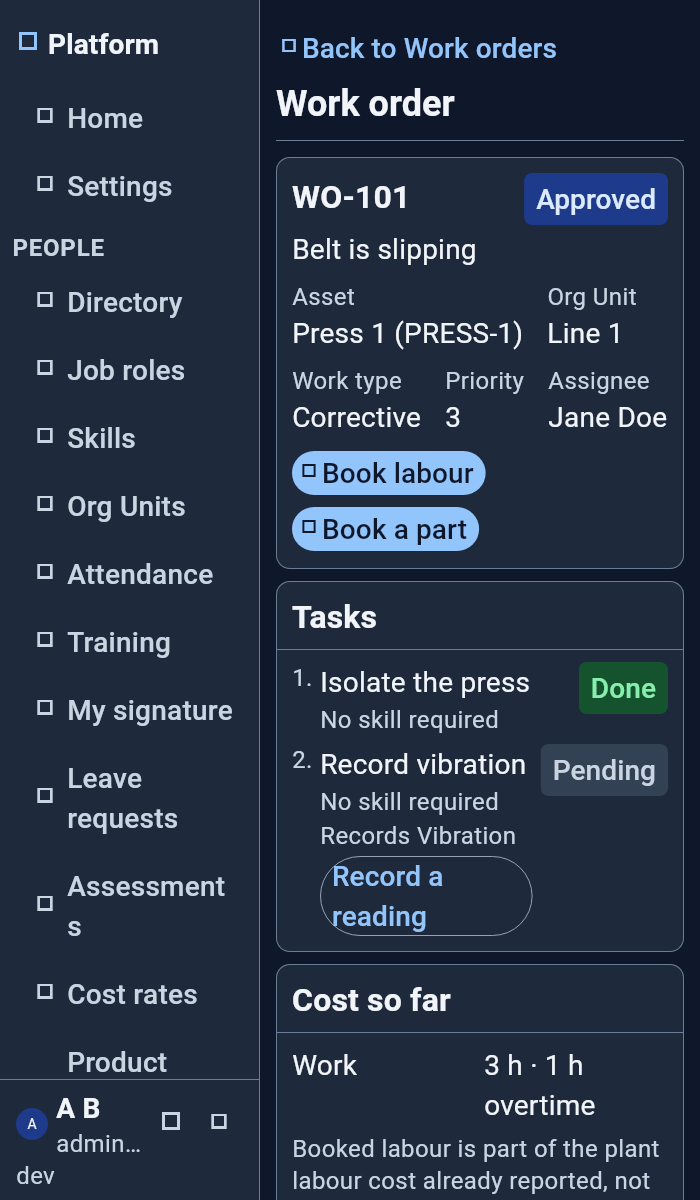 Platform
Home
Settings
PEOPLE
Directory
Job roles
Skills
Org Units
Attendance
Training
My signature
Leave
requests
Assessment
s
Cost rates
Product
A
A B
admin…
dev
Back to Work orders
Work order
WO-101
Approved
Belt is slipping
Asset
Org Unit
Press 1 (PRESS-1)
Line 1
Work type
Priority
Assignee
Corrective
3
Jane Doe
Book labour
Book a part
Tasks
1. Isolate the press
Done
No skill required
2. Record vibration
Pending
No skill required
Records Vibration
Record a
reading
Cost so far
Work
3 h · 1 h
overtime
Booked labour is part of the plant
labour cost already reported, not